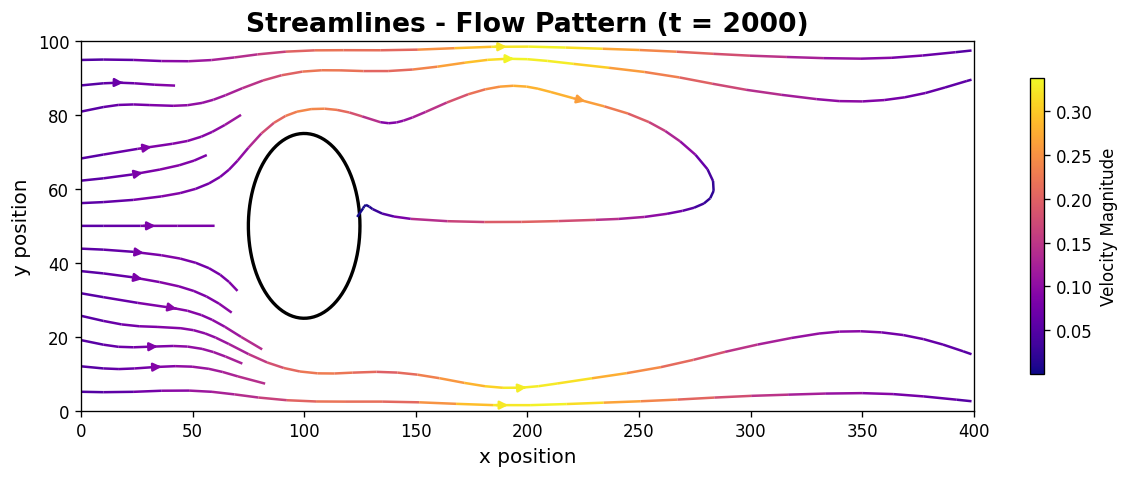 Streamlines - Flow Pattern (t = 2000)
100
80
60
40
20
0
y position
0 50 100 150 200 250 300 350 400
x position
0.30
0.25
0.20
0.15
0.10
0.05
Velocity Magnitude